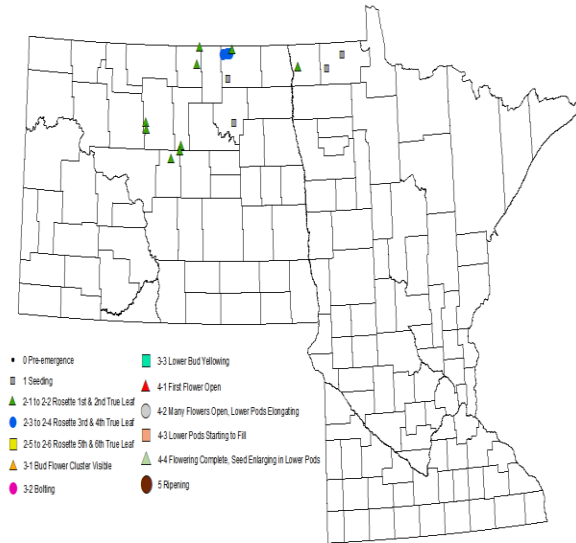 0 Pre-emergence
1 Seeding
2-1 to 2-2 Rosette 1st & 2nd True Leaf
2-3 to 2-4 Rosette 3rd & 4th True Leaf
2-5 to 2-6 Rosette 5th & 6th True Leaf
3-1 Bud Flower Cluster Visible
3-2 Bolting
3-3 Lower Bud Yellowing
4-1 First Flower Open
4-2 Many Flowers Open, Lower Pods Elongating
4-3 Lower Pods Starting to Fill
4-4 Flowering Complete, Seed Enlarging in Lower Pods
5 Ripening